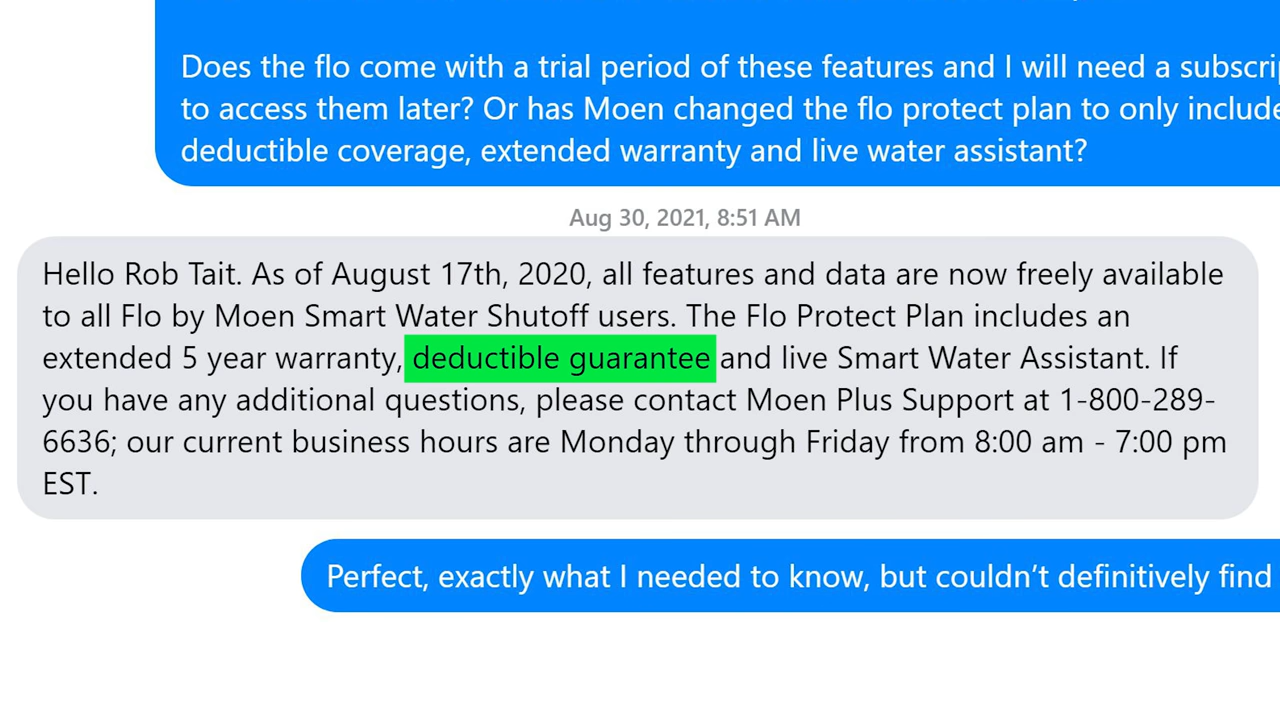 Does the flo come with a trial period of these features and I will need a
to access them later? Or has Moen changed the flo protect plan to only include
deductible coverage, extended warranty and live water assistant?
Aug 30, 2021, 8:51 AM
Hello Rob Tait. As of August 17th, 2020, all features and data are now freely available
to all Flo by Moen Smart Water Shutoff users. The Flo Protect Plan includes an
extended 5 year warranty, deductible guarantee and live Smart Water Assistant. If
you have any additional questions, please contact Moen Plus Support at 1-800-289-
6636; our current business hours are Monday through Friday from 8:00 am - 7:00 pm
EST.
Perfect, exactly what I needed to know, but couldn’t definitively find